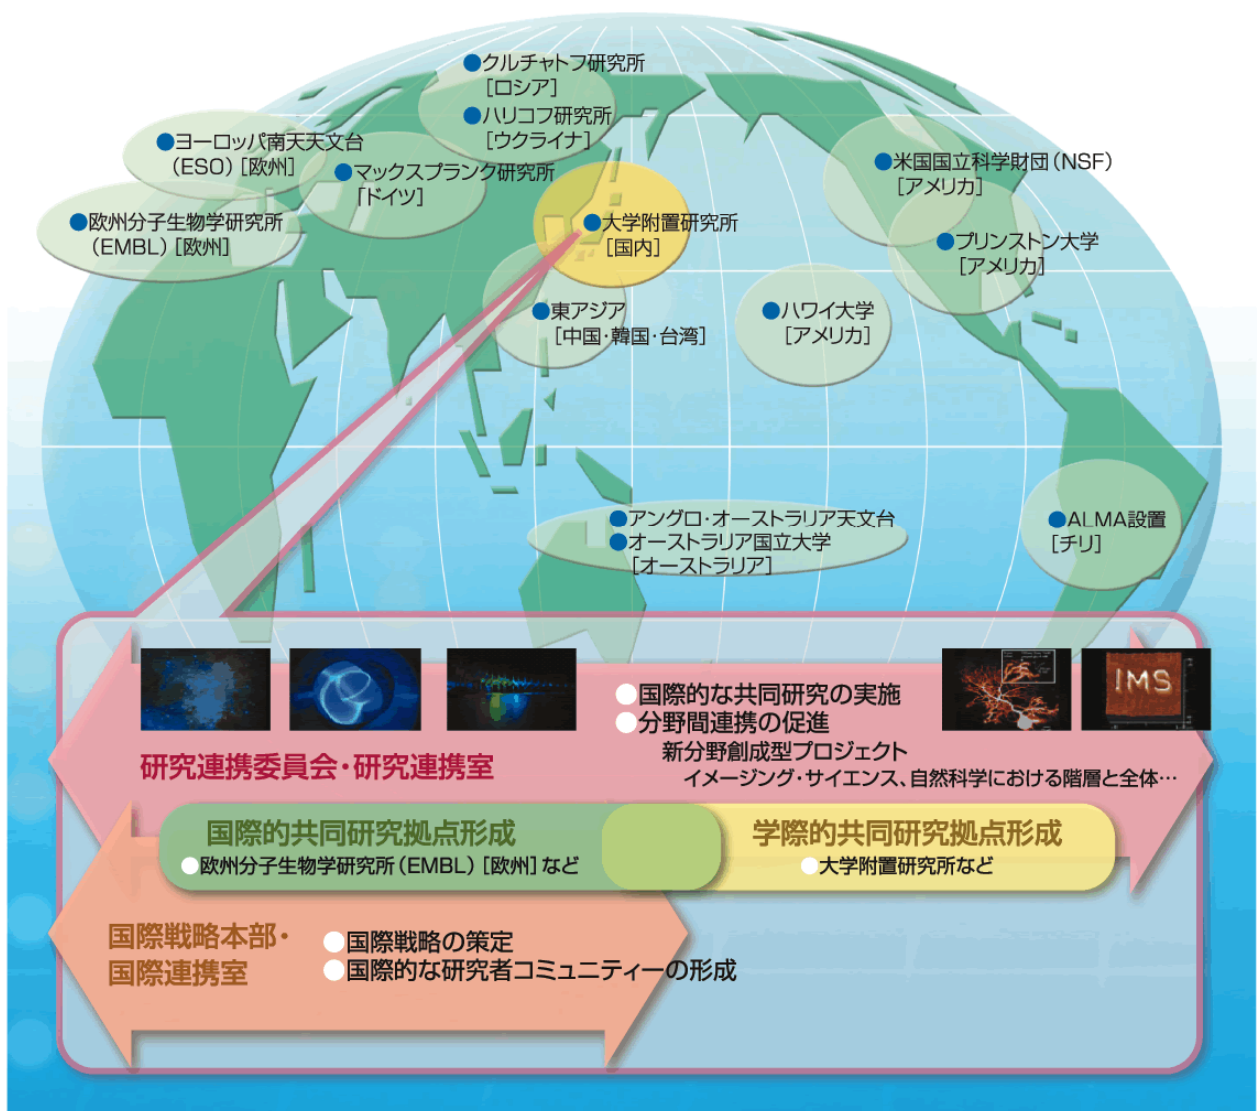 ●クルチャトフ研究所
［ロシア］
●ハリコフ研究所
［ウクライナ］
●ヨーロッパ南天天文台
（ESO）［欧州］
●マックスプランク研究所
［ドイツ］
●米国国立科学財団（NSF）
［アメリカ］
●欧州分子生物学研究所
（EMBL）［欧州］
●大学附置研究所
［国内］
●プリンストン大学
［アメリカ］
●東アジア
［中国・韓国・台湾］
●ハワイ大学
［アメリカ］
●アングロ・オーストラリア天文台
●オーストラリア国立大学
［オーストラリア］
●ALMA設置
［チリ］
IMS
●国際的な共同研究の実施
●分野間連携の促進
新分野創成型プロジェクト
イメージング・サイエンス、自然科学における階層と全体…
研究連携委員会・研究連携室
国際的共同研究拠点形成
●欧州分子生物学研究所（EMBL）［欧州］など
学際的共同研究拠点形成
●大学附置研究所など
国際戦略本部・
国際連携室
●国際戦略の策定
●国際的な研究者コミュニティーの形成